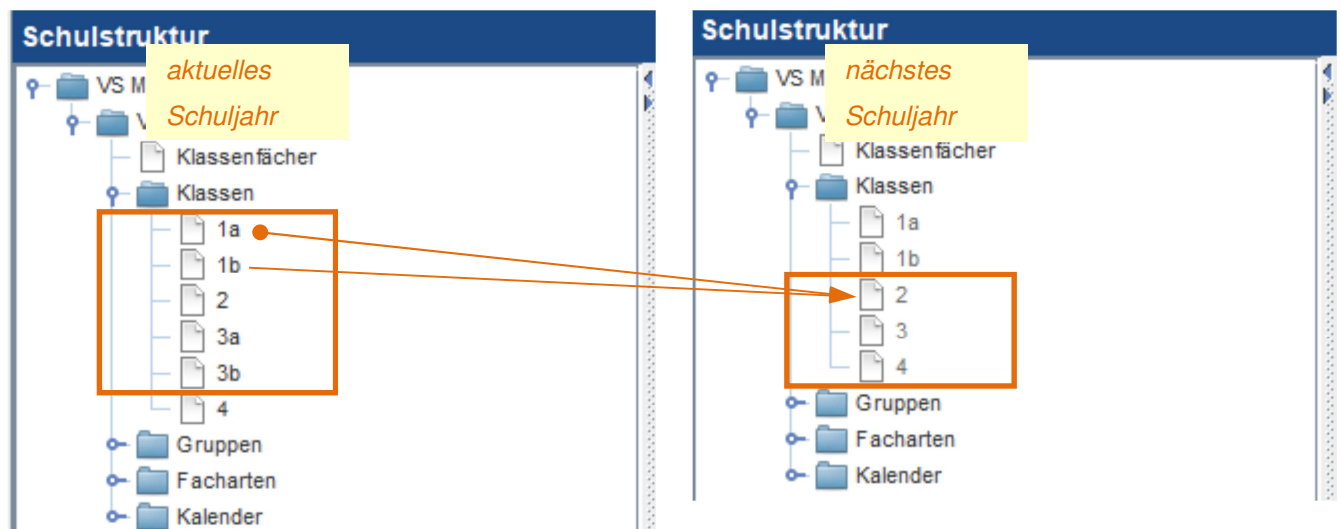 Schulstruktur
aktuelles
Schuljahr
VS M
Klassenfächer
Klassen
1a
1b
2
3a
3b
4
Gruppen
Facharten
Kalender
Schulstruktur
nächstes
Schuljahr
VS M
Klassenfächer
Klassen
1a
1b
2
3
4
Gruppen
Facharten
Kalender